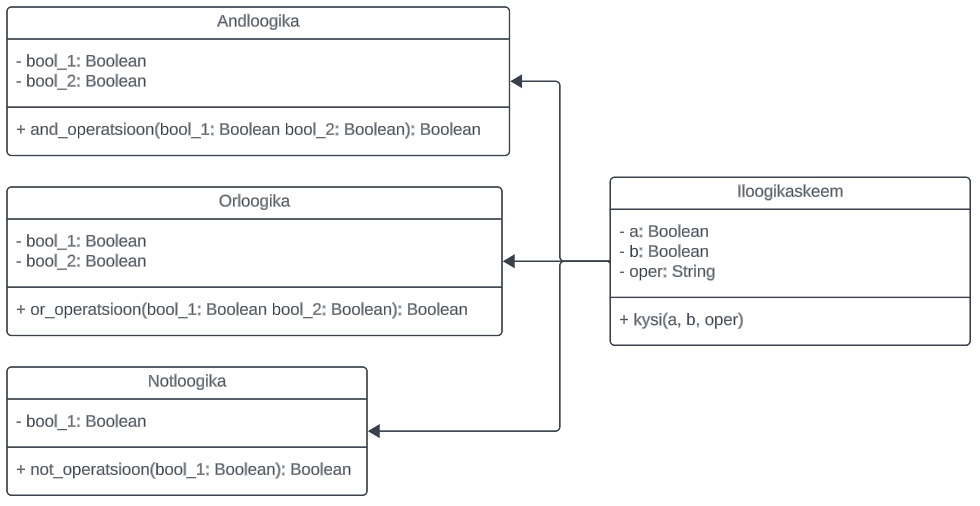 Andloogika
- bool_1: Boolean
- bool_2: Boolean
+ and_operatsioon(bool_1: Boolean bool_2: Boolean): Boolean
Orloogika
- bool_1: Boolean
- bool_2: Boolean
+ or_operatsioon(bool_1: Boolean bool_2: Boolean): Boolean
Notloogika
- bool_1: Boolean
+ not_operatsioon(bool_1: Boolean): Boolean
Iloogikaskeem
- a: Boolean
- b: Boolean
- oper: String
+ kysi(a, b, oper)